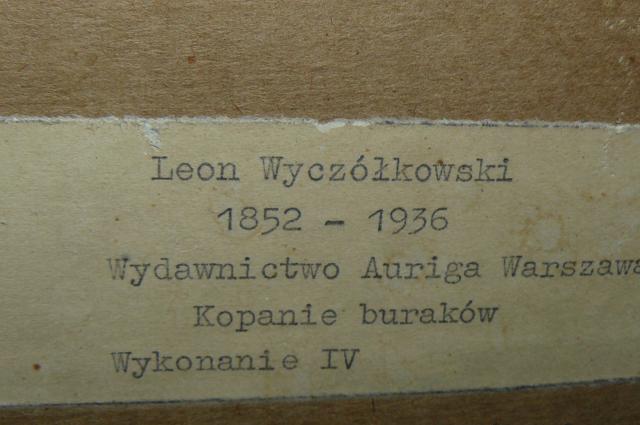 Leon Wyczółkowski
1852 - 1936
Wydawnictwo Auriga Warszawa
Kopanie buraków
Wykonanie IV